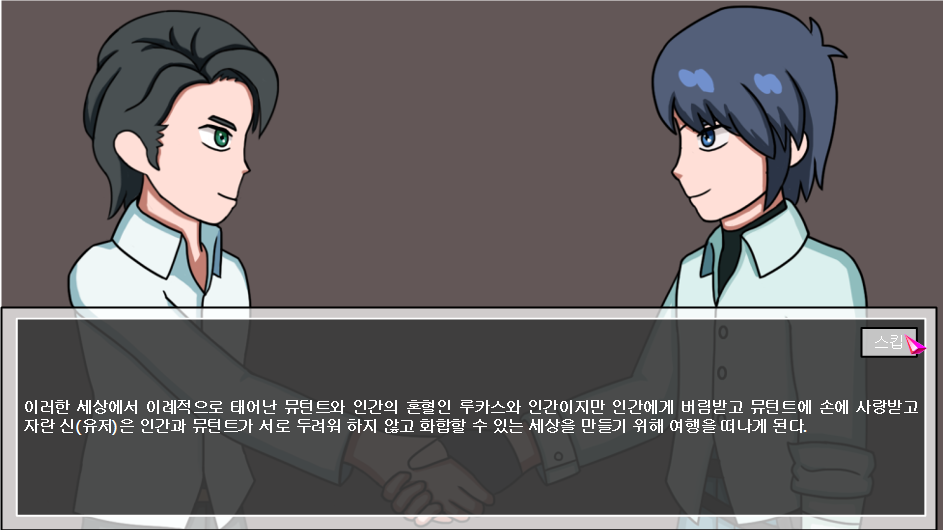 스킵
이러한 세상에서 이례적으로 태어난 뮤턴트와 인간의 혼혈인 루카스와 인간이지만 인간에게 버림받고 뮤턴트에 손에 사랑받고
자란 신(유저)은 인간과 뮤턴트가 서로 두려워 하지 않고 화합할 수 있는 세상을 만들기 위해 여행을 떠나게 된다.